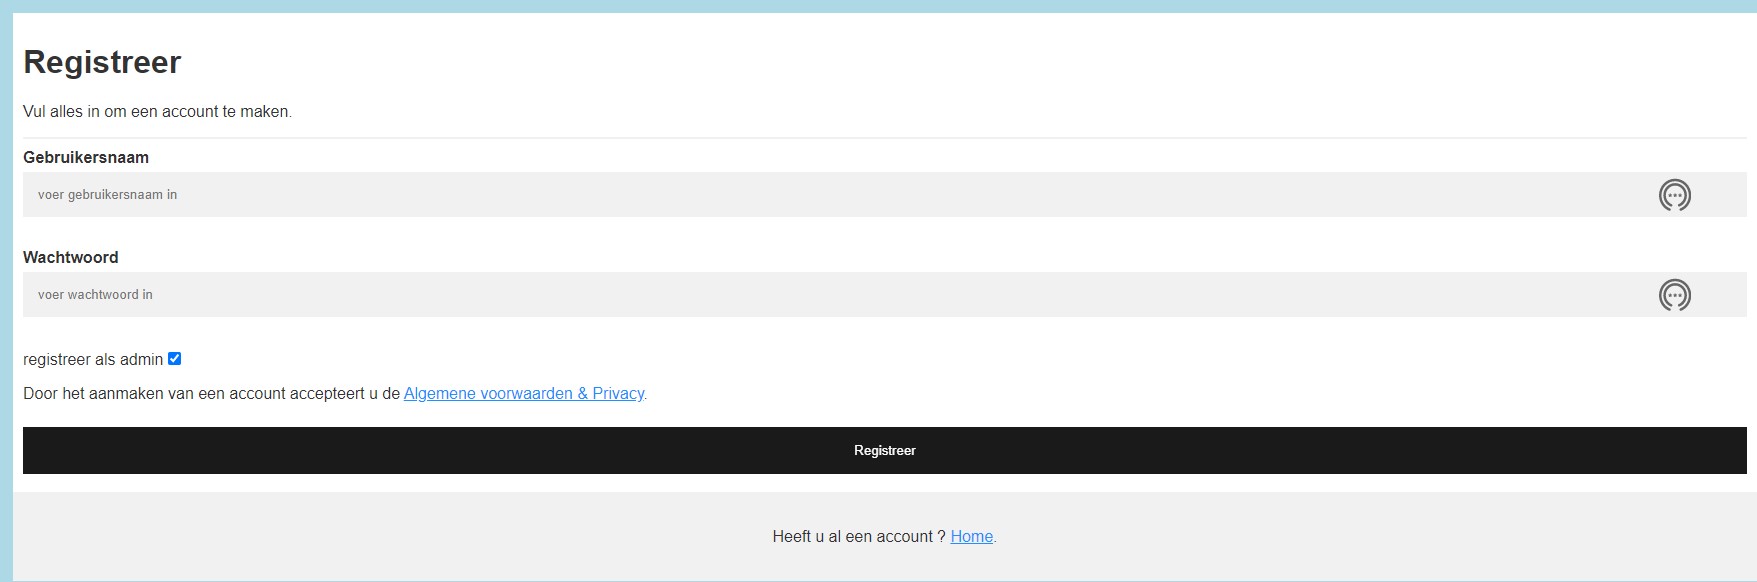 Registreer
Vul alles in om een account te maken.
Gebruikersnaam
voer gebruikersnaam in
Wachtwoord
voer wachtwoord in
registreer als admin
Door het aanmaken van een account accepteert u de Algemene voorwaarden & Privacy.
Registreer
Heeft u al een account ? Home.